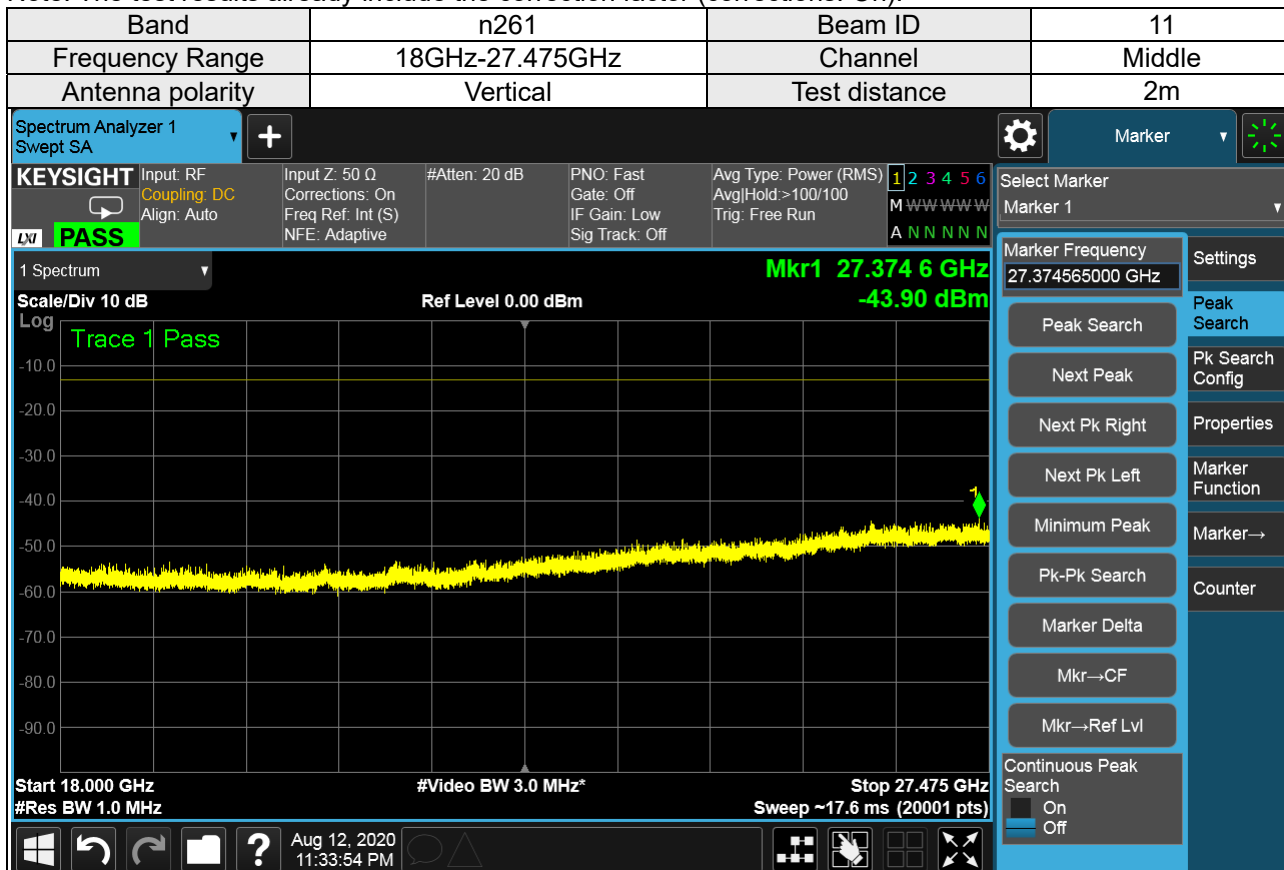 Note: The test results already include the correction factor (corrections: On).
Band n261 Beam ID 11
Frequency Range 18GHz-27.475GHz Channel Middle
Antenna polarity Vertical Test distance 2m
Spectrum Analyzer 1
Swept SA
+
Marker
KEYSIGHT
LXI PASS
Input: RF
Coupling: DC
Align: Auto
Input Z: 50 Ω
Corrections: On
Freq Ref: Int (S)
NFE: Adaptive
#Atten: 20 dB
PNO: Fast
Gate: Off
IF Gain: Low
Sig Track: Off
Avg Type: Power (RMS)
Avg|Hold:>100/100
Trig: Free Run
1 2 3 4 5 6
M W W W W W
A N N N N N
Select Marker
Marker 1
1 Spectrum
Mkr1 27.374 6 GHz
-43.90 dBm
Scale/Div 10 dB
Ref Level 0.00 dBm
Log
Trace 1 Pass
-10.0
-20.0
-30.0
-40.0
-50.0
-60.0
-70.0
-80.0
-90.0
1
Start 18.000 GHz
#Res BW 1.0 MHz
#Video BW 3.0 MHz*
Stop 27.475 GHz
Sweep ~17.6 ms (20001 pts)
Marker Frequency
27.374565000 GHz
Peak Search
Next Peak
Next Pk Right
Next Pk Left
Minimum Peak
Pk-Pk Search
Marker Delta
Mkr→CF
Mkr→Ref Lvl
Continuous Peak
Search
On
Off
Settings
Peak
Search
Pk Search
Config
Properties
Marker
Function
Marker→
Counter
?
Aug 12, 2020
11:33:54 PM